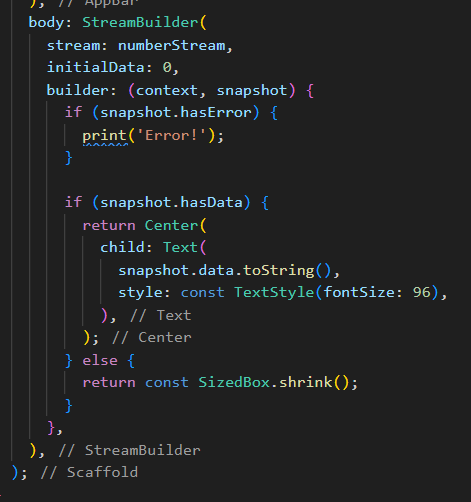 ), // AppBar
body: StreamBuilder(
  stream: numberStream,
  initialData: 0,
  builder: (context, snapshot) {
    if (snapshot.hasError) {
      print('Error!');
    }

    if (snapshot.hasData) {
      return Center(
        child: Text(
          snapshot.data.toString(),
          style: const TextStyle(fontSize: 96),
        ), // Text
      ); // Center
    } else {
      return const SizedBox.shrink();
    }
  },
), // StreamBuilder
); // Scaffold